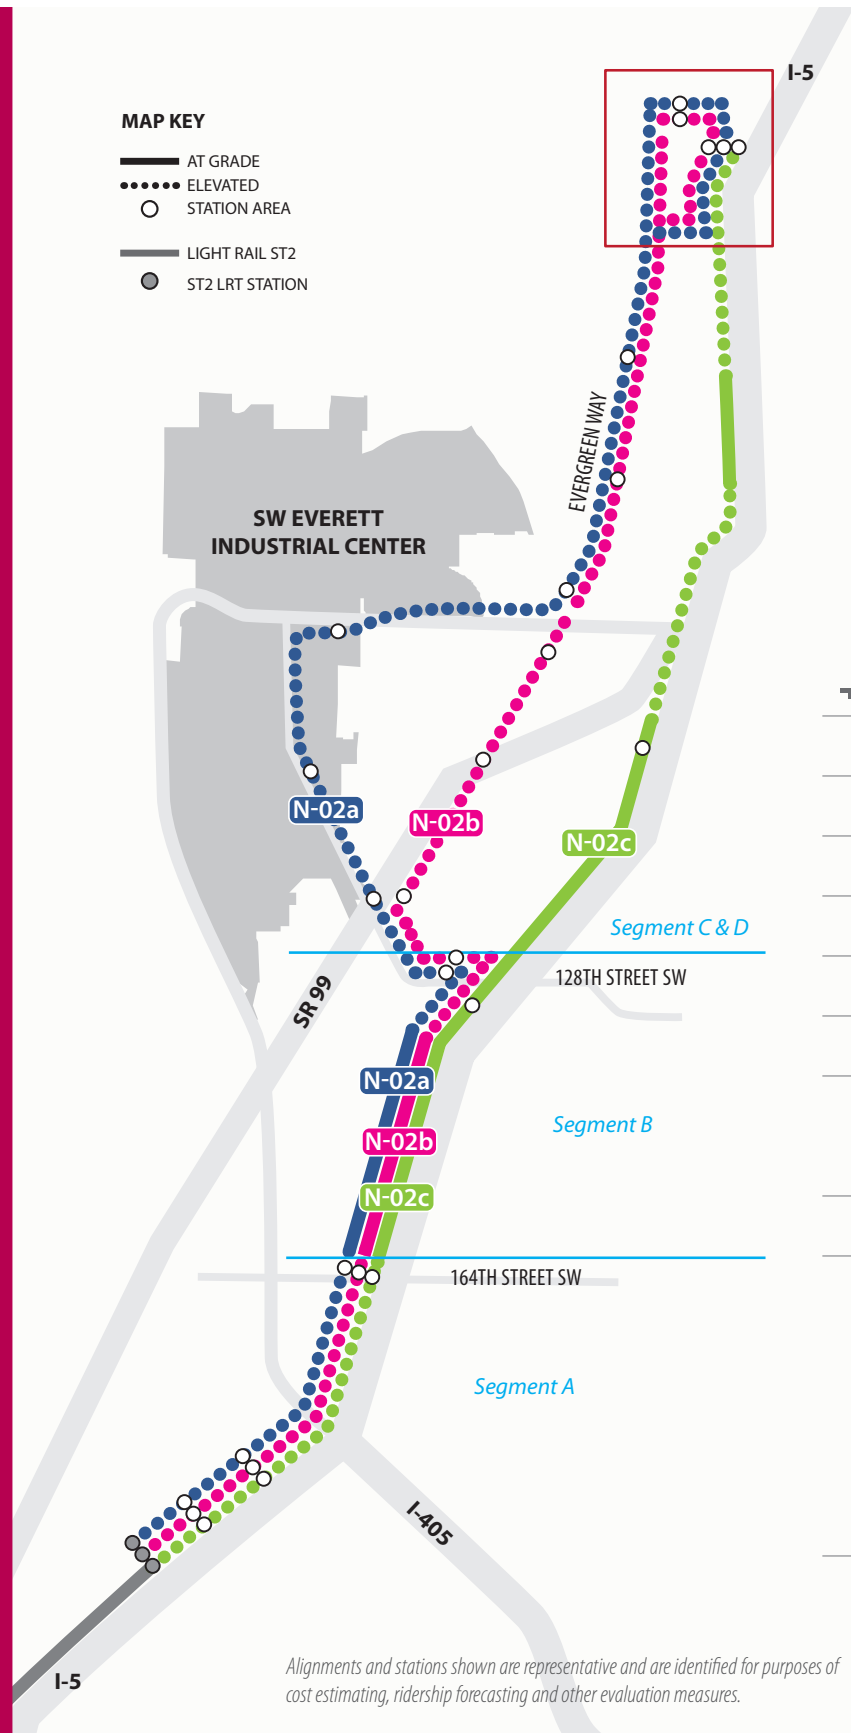 I-5
MAP KEY
AT GRADE
ELEVATED
STATION AREA
LIGHT RAIL ST2
ST2 LRT STATION
EVERGREEN WAY
SW EVERETT
INDUSTRIAL CENTER
N-02a
N-02b
N-02c
Segment C & D
128TH STREET SW
SR 99
N-02a
Segment B
N-02b
N-02c
164TH STREET SW
Segment A
I-405
Alignments and stations shown are representative and are identified for purposes of
cost estimating, ridership forecasting and other evaluation measures.
I-5